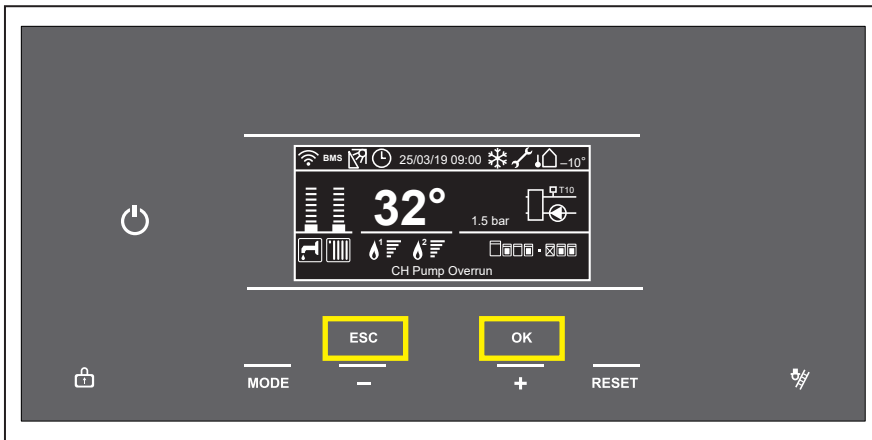 BMS 25/03/19 09:00 –10°
32° 1.5 bar T10
1 2
CH Pump Overrun
ESC OK
MODE – + RESET